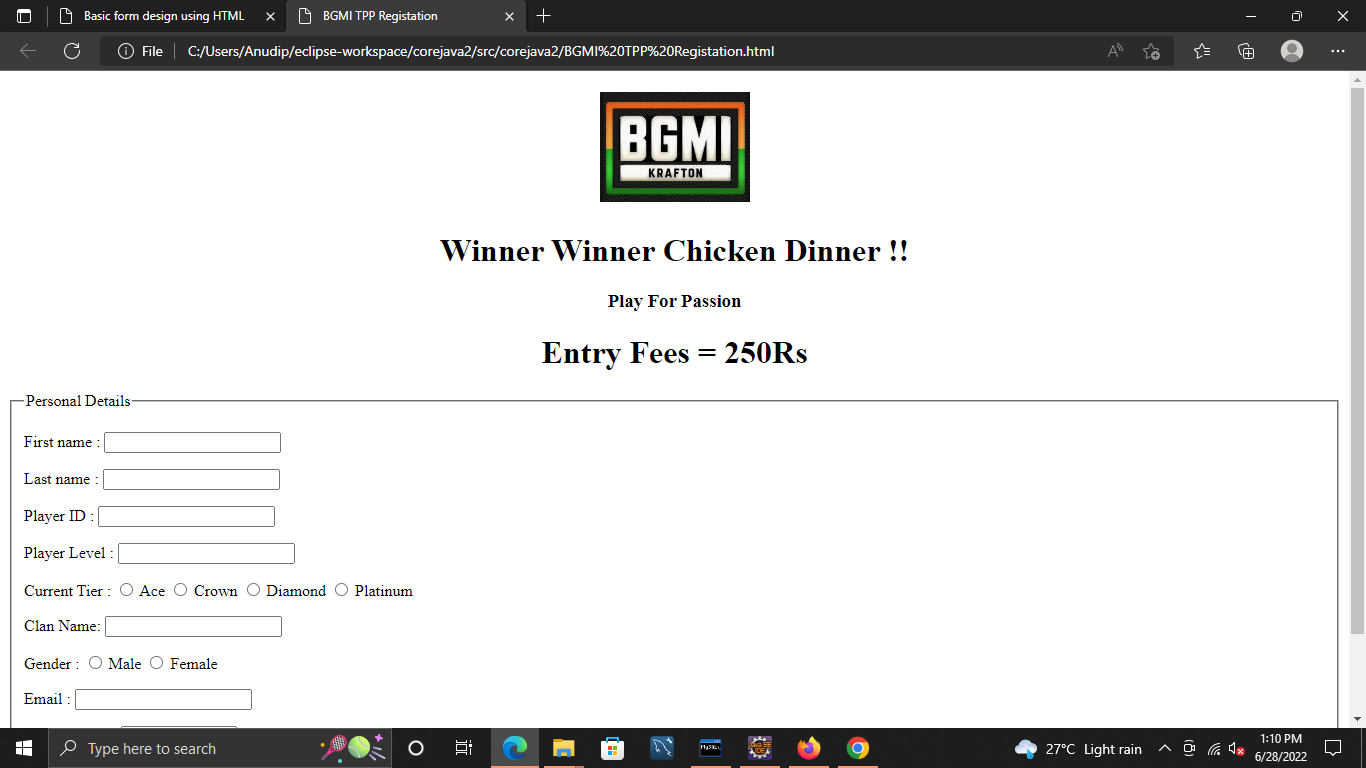 Basic form design using HTML
BGMI TPP Registation
File
C:/Users/Anudip/eclipse-workspace/corejava2/src/corejava2/BGMI%20TPP%20Registation.html
BGMI
KRAFTON
Winner Winner Chicken Dinner !!
Play For Passion
Entry Fees = 250Rs
Personal Details
First name :
Last name :
Player ID :
Player Level :
Current Tier : Ace Crown Diamond Platinum
Clan Name:
Gender : Male Female
Email :
Type here to search
MySQL
27°C Light rain
1:10 PM
6/28/2022